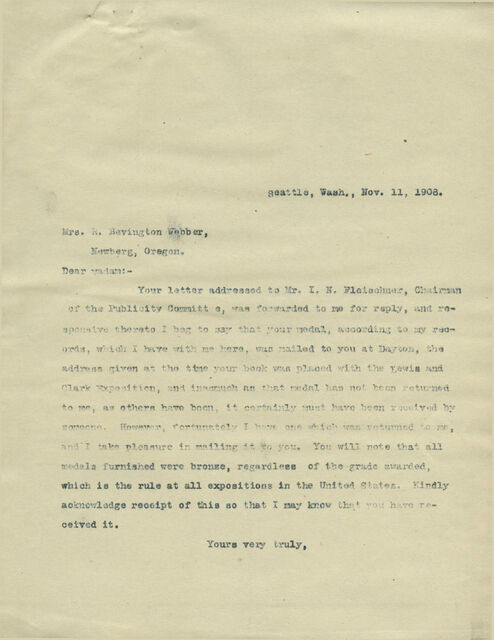 Seattle, Wash., Nov. 11, 1908.
Mrs. R. Bevington Webber,
Newberg, Oregon.
Dear Madam:-
Your letter addressed to Mr. I. N. Fleischner, Chairman
of the Publicity Committ e, was forwarded to me for reply, and re-
sponsive thereto I beg to say that your medal, according to my rec-
ords, which I have with me here, was mailed to you at Dayton, the
address given at the time your book was placed with the Lewis and
Clark Exposition, and inasmuch as that medal has not been returned
to me, as others have been, it certainly must have been received by
someone. However, fortunately I have one which was returned to me,
and I take pleasure in mailing it to you. You will note that all
medals furnished were bronze, regardless of the grade awarded,
which is the rule at all expositions in the United States. Kindly
acknowledge receipt of this so that I may know that you have re-
ceived it.
Yours very truly,